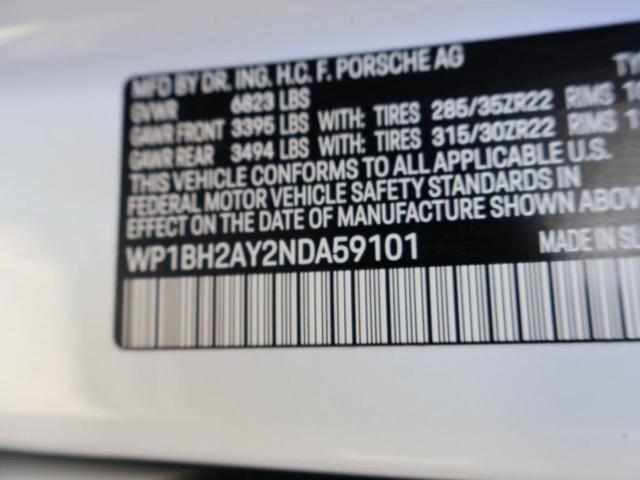 MFD BY DR. ING. H.C. F. PORSCHE AG
GVWR 6823 LBS
GAWR FRONT 3395 LBS WITH: TIRES 285/35ZR22 RIMS
GAWR REAR 3494 LBS WITH: TIRES 315/30ZR22 RIMS
THIS VEHICLE CONFORMS TO ALL APPLICABLE U.S.
FEDERAL MOTOR VEHICLE SAFETY STANDARDS IN
EFFECT ON THE DATE OF MANUFACTURE SHOWN ABOVE
WP1BH2AY2NDA59101 MADE IN